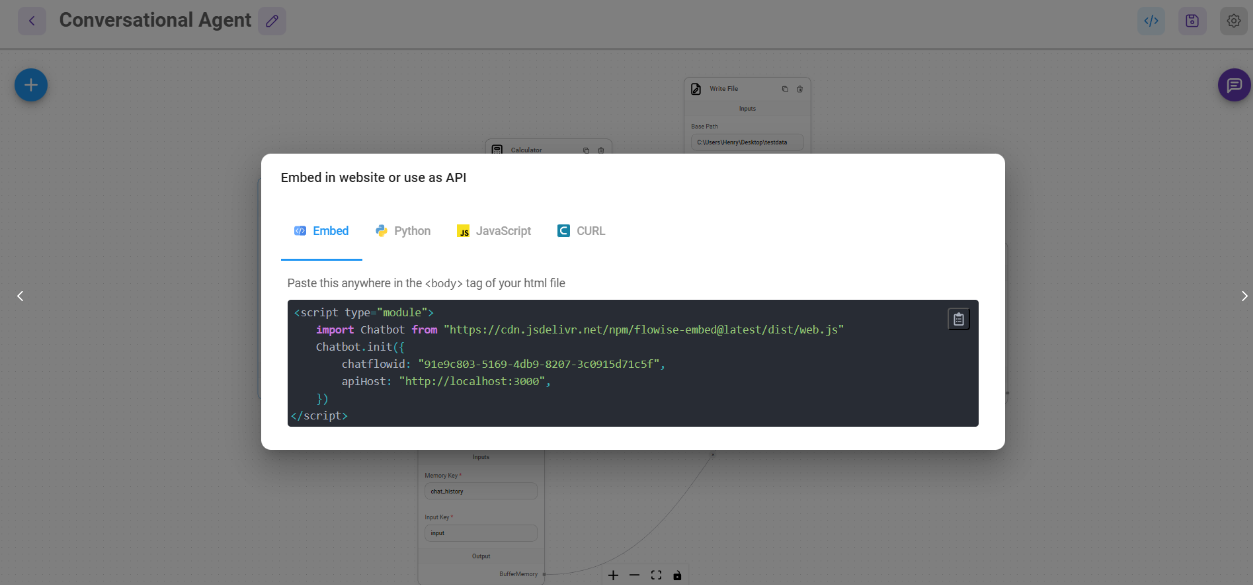 Conversational Agent
Write File
Inputs
Base Path
C:\Users\Henry\Desktop\testdata
Calculator
Embed in website or use as API
Embed
Python
JS
JavaScript
C
CURL
Paste this anywhere in the <body> tag of your html file
<script type="module">
import Chatbot from "https://cdn.jsdelivr.net/npm/flowise-embed@latest/dist/web.js"
Chatbot.init({
chatflowid: "91e9c803-5169-4db9-8207-3c0915d71c5f",
apiHost: "http://localhost:3000",
})
</script>
Inputs
Memory Key *
chat_history
Input Key *
input
Output
BufferMemory